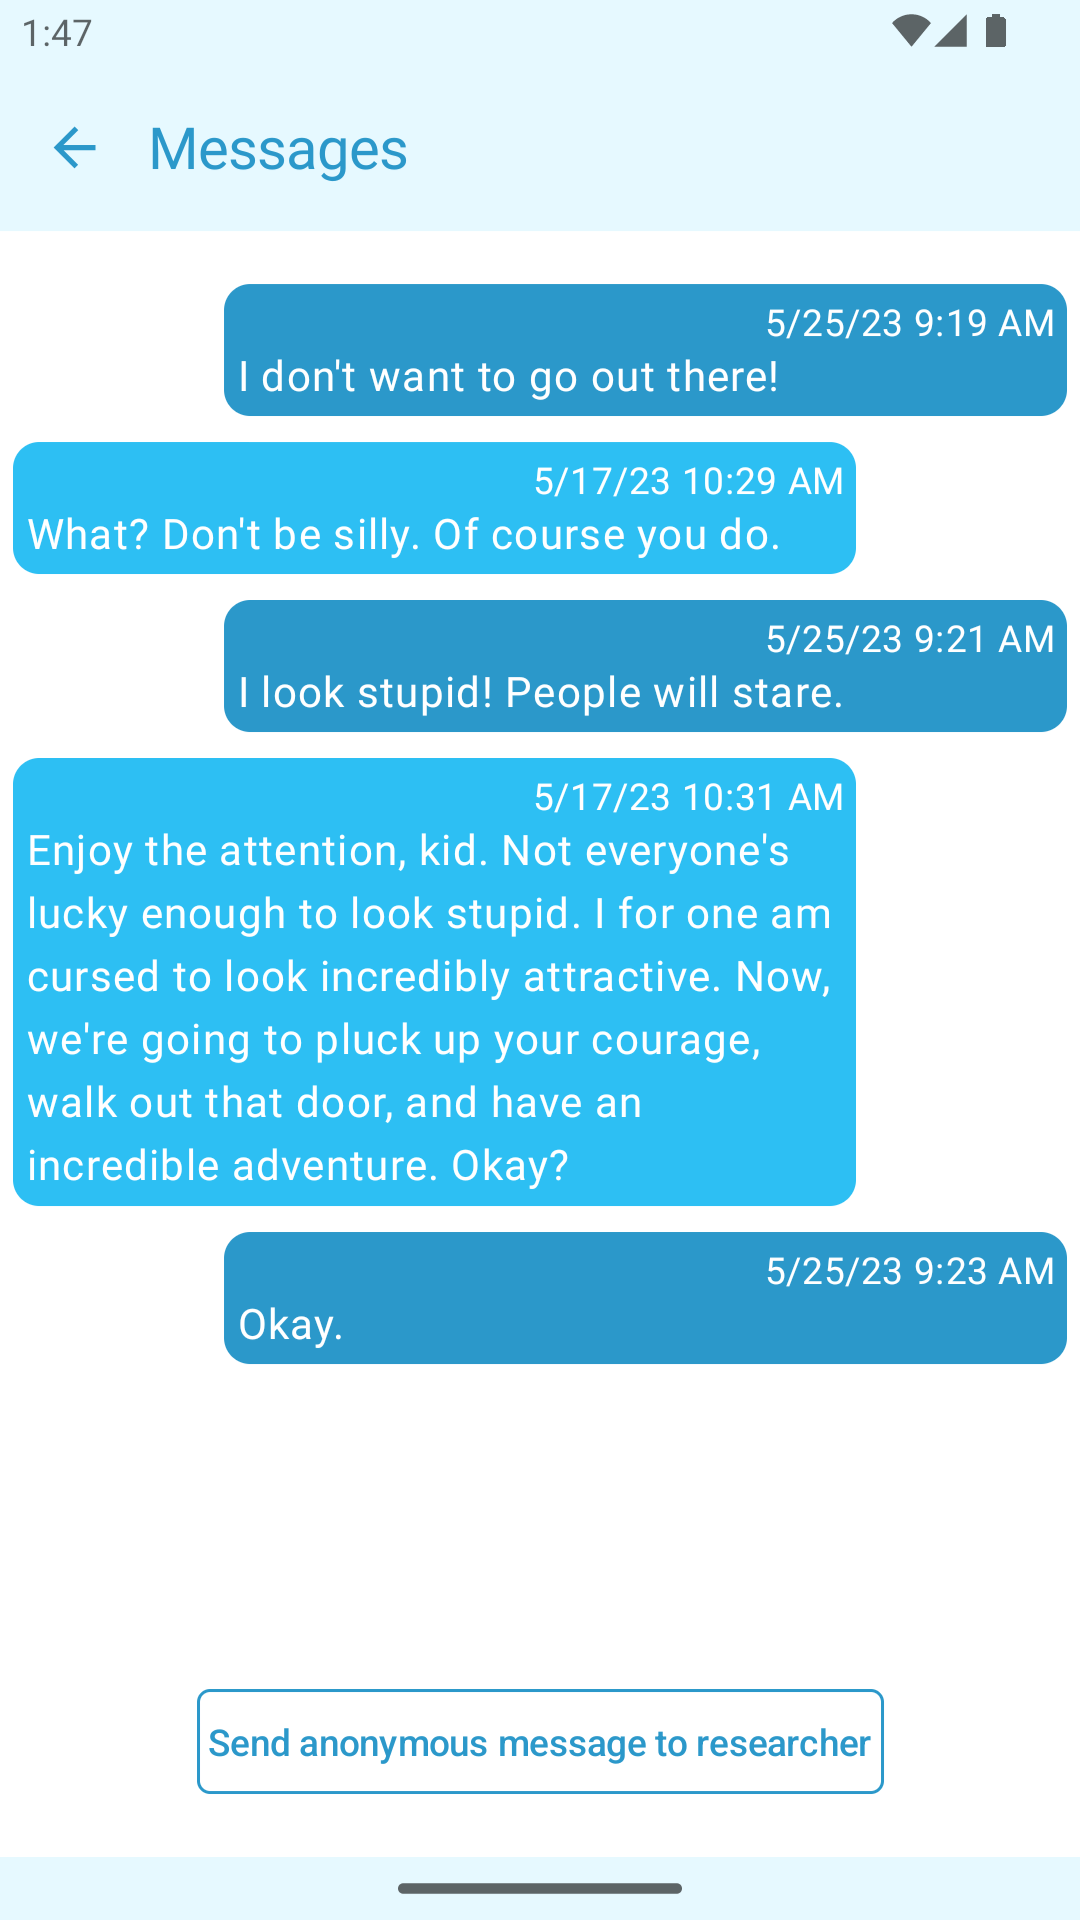 1:47
Messages
5/25/23 9:19 AM
I don't want to go out there!
5/17/23 10:29 AM
What? Don't be silly. Of course you do.
5/25/23 9:21 AM
I look stupid! People will stare.
5/17/23 10:31 AM
Enjoy the attention, kid. Not everyone's
lucky enough to look stupid. I for one am
cursed to look incredibly attractive. Now,
we're going to pluck up your courage,
walk out that door, and have an
incredible adventure. Okay?
5/25/23 9:23 AM
Okay.
Send anonymous message to researcher